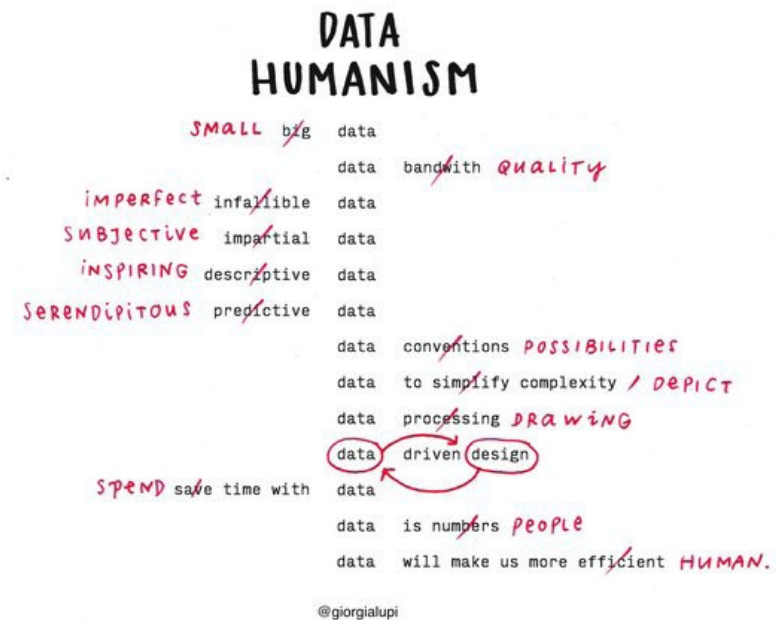 DATA
HUMANISM
SMALL big data
data bandwith QUALITY
IMPERFECT infallible data
SUBJECTIVE impartial data
INSPIRING descriptive data
SERENDIPITOUS predictive data
data conventions POSSIBILITIES
data to simplify complexity / DEPICT
data processing DRAWING
data driven design
SPEND save time with data
data is numbers PEOPLE
data will make us more efficient HUMAN.
@giorgialupi